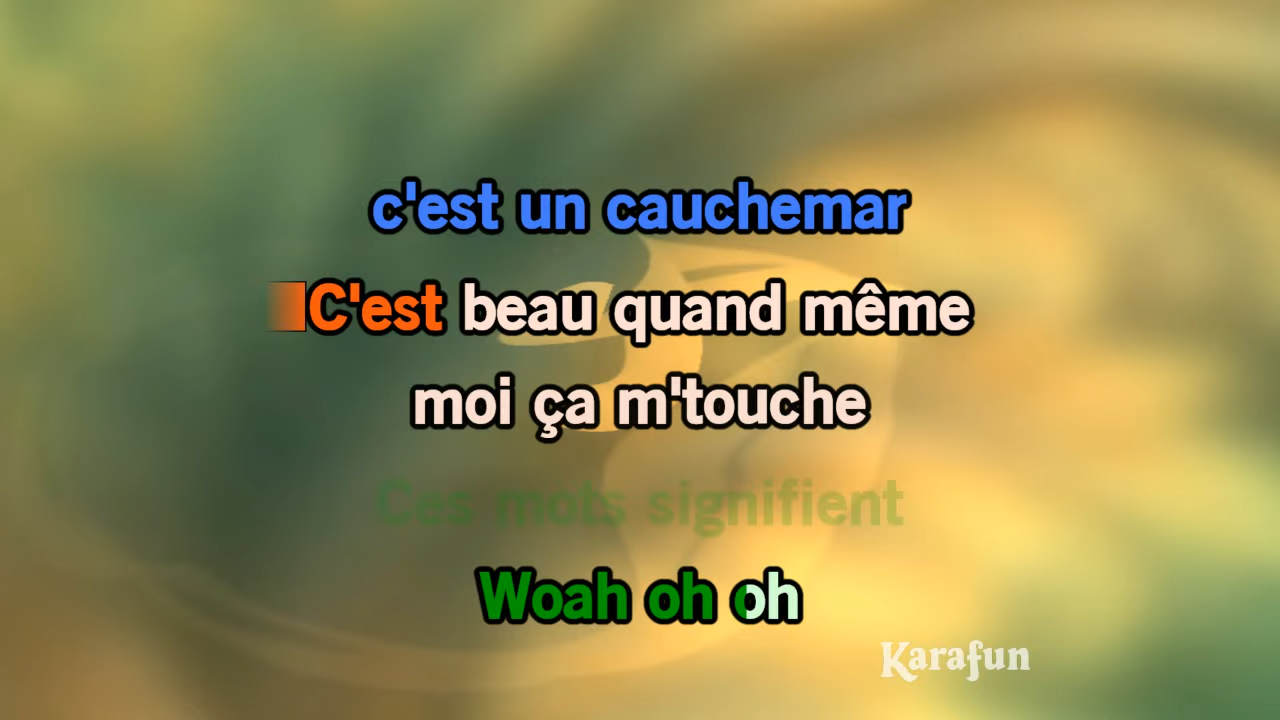 c'est un cauchemar
C'est beau quand même
moi ça m'touche
Ces mots signifient
Woah oh oh
Karafun